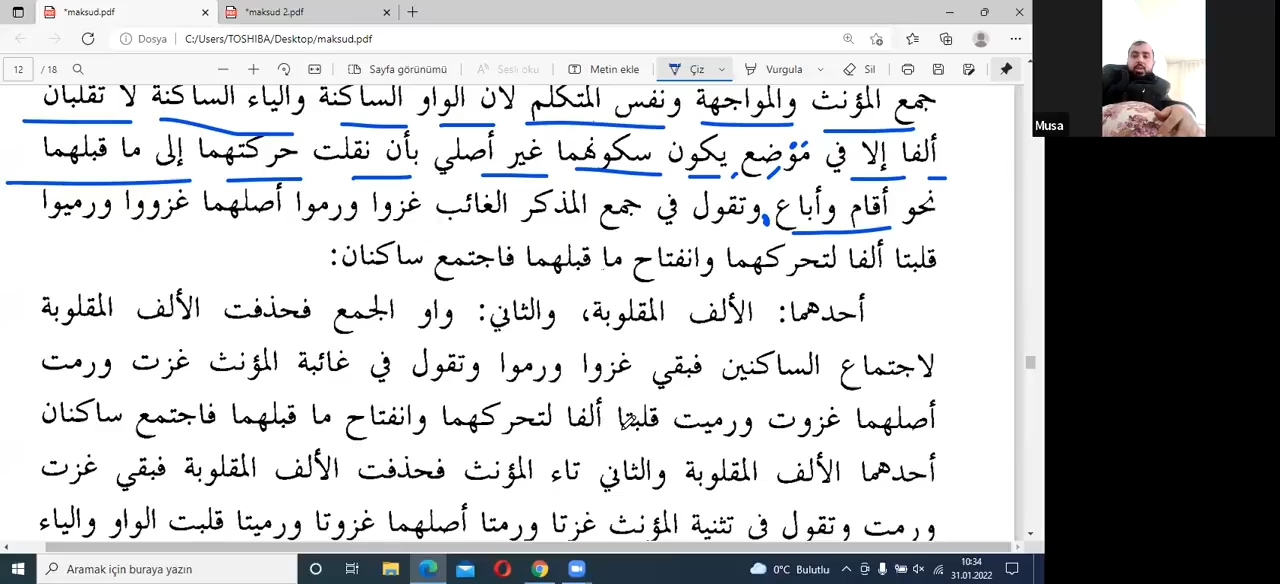 *maksud.pdf
*maksud 2.pdf
Dosya C:/Users/TOSHIBA/Desktop/maksud.pdf
12 / 18 Sayfa görünümü Sesli oku Metin ekle Çiz Vurgula Sil
Musa
جمع المؤنث والمواجهة ونفس المتكلم لأن الواو الساكنة والياء الساكنة لا تقلبان
ألفا إلا في مَوْضِعٍ يكون سكونهما غير أصلي بأن نقلت حركتهما إلى ما قبلهما
نحو أقام وأباع وتقول في جمع المذكر الغائب غزوا ورموا أصلهما غزووا ورميوا
قلبتا ألفا لتحركهما وانفتاح ما قبلهما فاجتمع ساكنان:
أحدهما: الألف المقلوبة، والثاني: واو الجمع فحذفت الألف المقلوبة
لاجتماع الساكنين فبقي غزوا ورموا وتقول في غائبة المؤنث غزت ورمت
أصلهما غزوت ورميت قلبتا ألفا لتحركهما وانفتاح ما قبلهما فاجتمع ساكنان
أحدهما الألف المقلوبة والثاني تاء المؤنث فحذفت الألف المقلوبة فبقي غزت
ورمت وتقول في تثنية المؤنث غزتا ورمتا أصلهما غزوتا ورميتا قلبت الواو والياء
Aramak için buraya yazın
0°C Bulutlu
10:34
31.01.2022